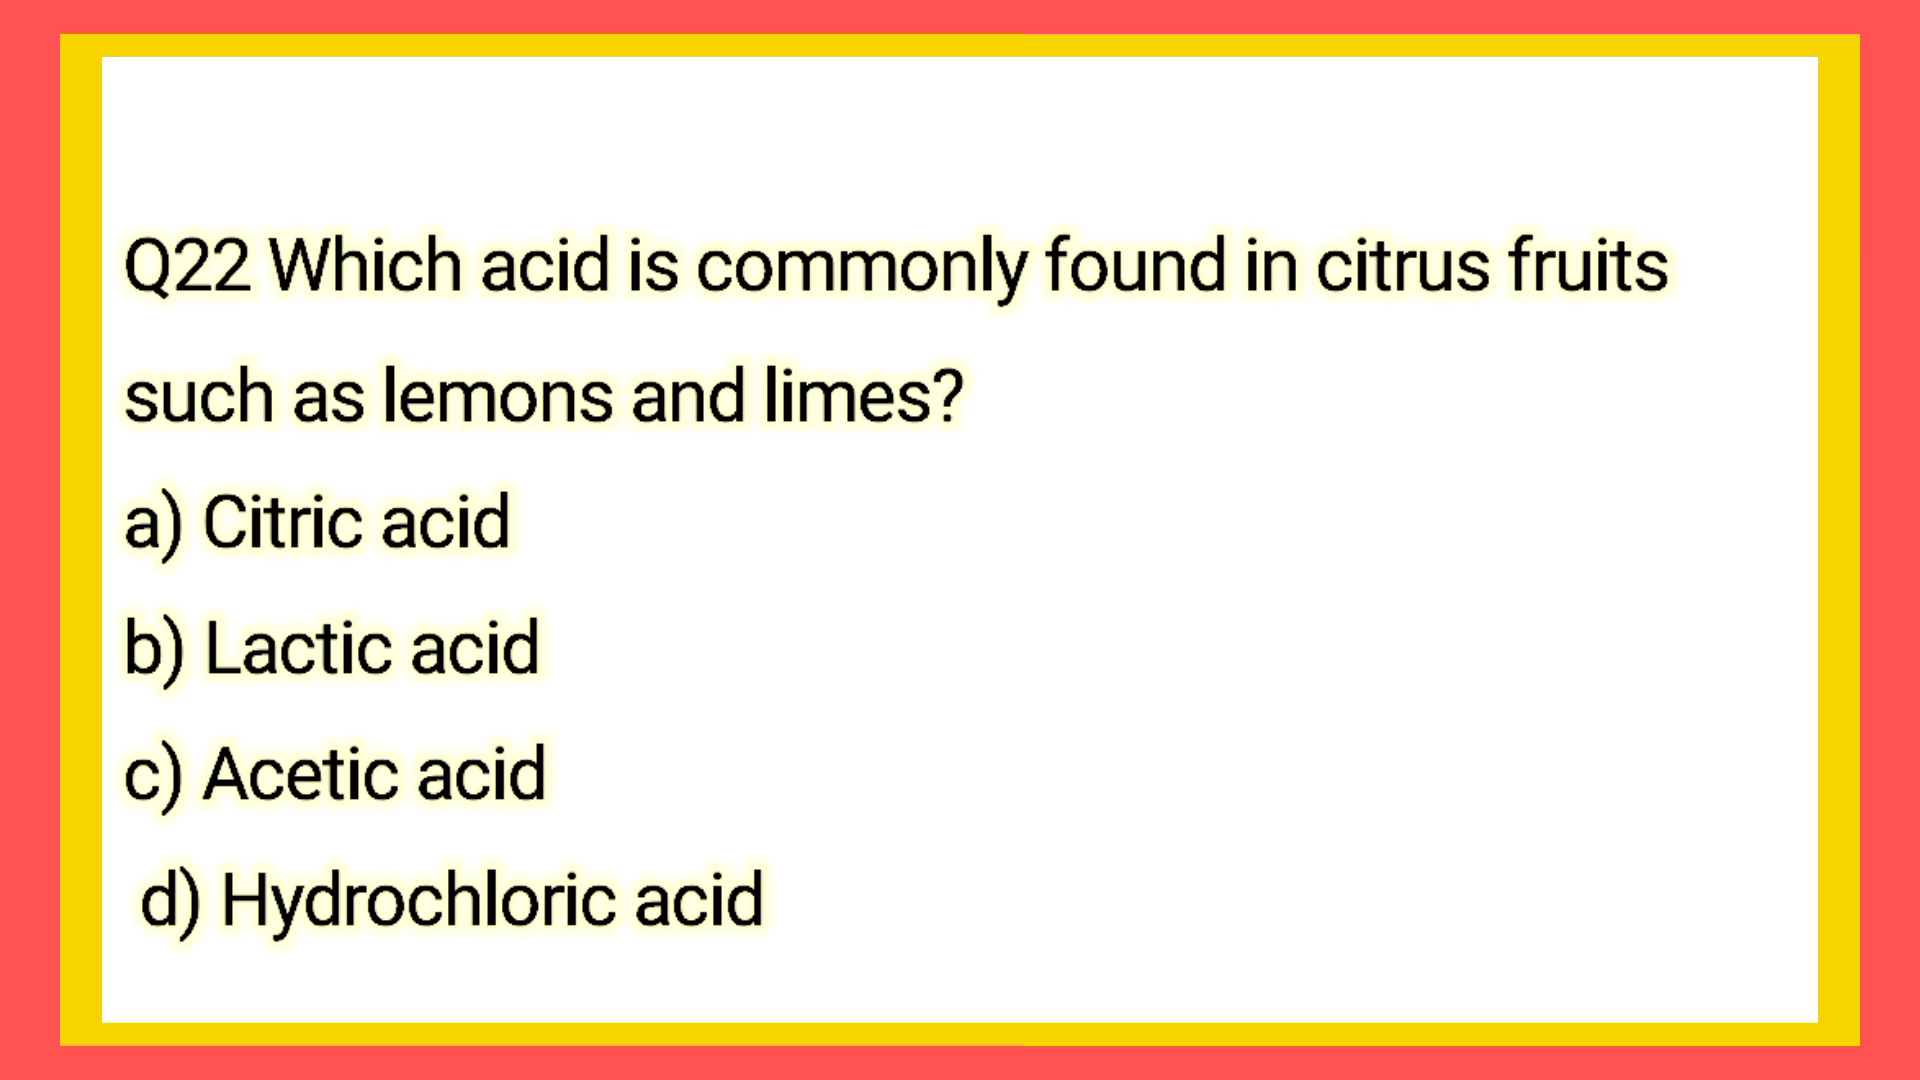 Q22 Which acid is commonly found in citrus fruits
such as lemons and limes?
a) Citric acid
b) Lactic acid
c) Acetic acid
d) Hydrochloric acid